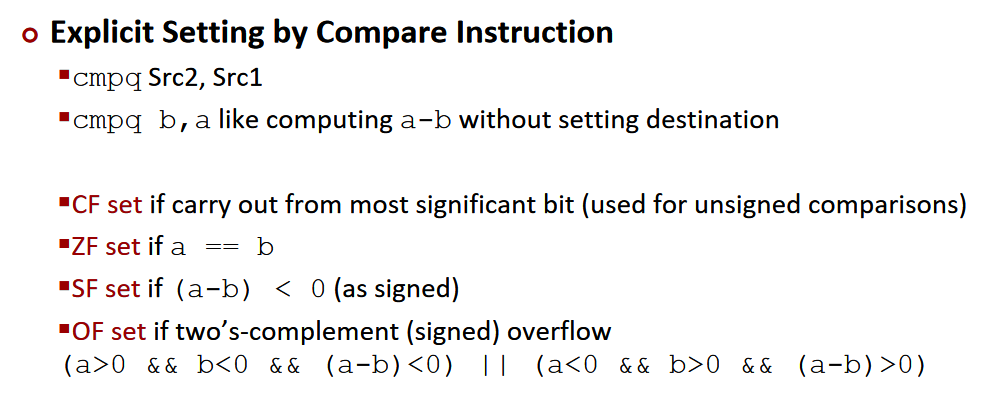 Explicit Setting by Compare Instruction
cmpq Src2, Src1
cmpq b,a like computing a-b without setting destination
CF set if carry out from most significant bit (used for unsigned comparisons)
ZF set if a == b
SF set if (a-b) < 0 (as signed)
OF set if two’s-complement (signed) overflow
(a>0 && b<0 && (a-b)<0) || (a<0 && b>0 && (a-b)>0)